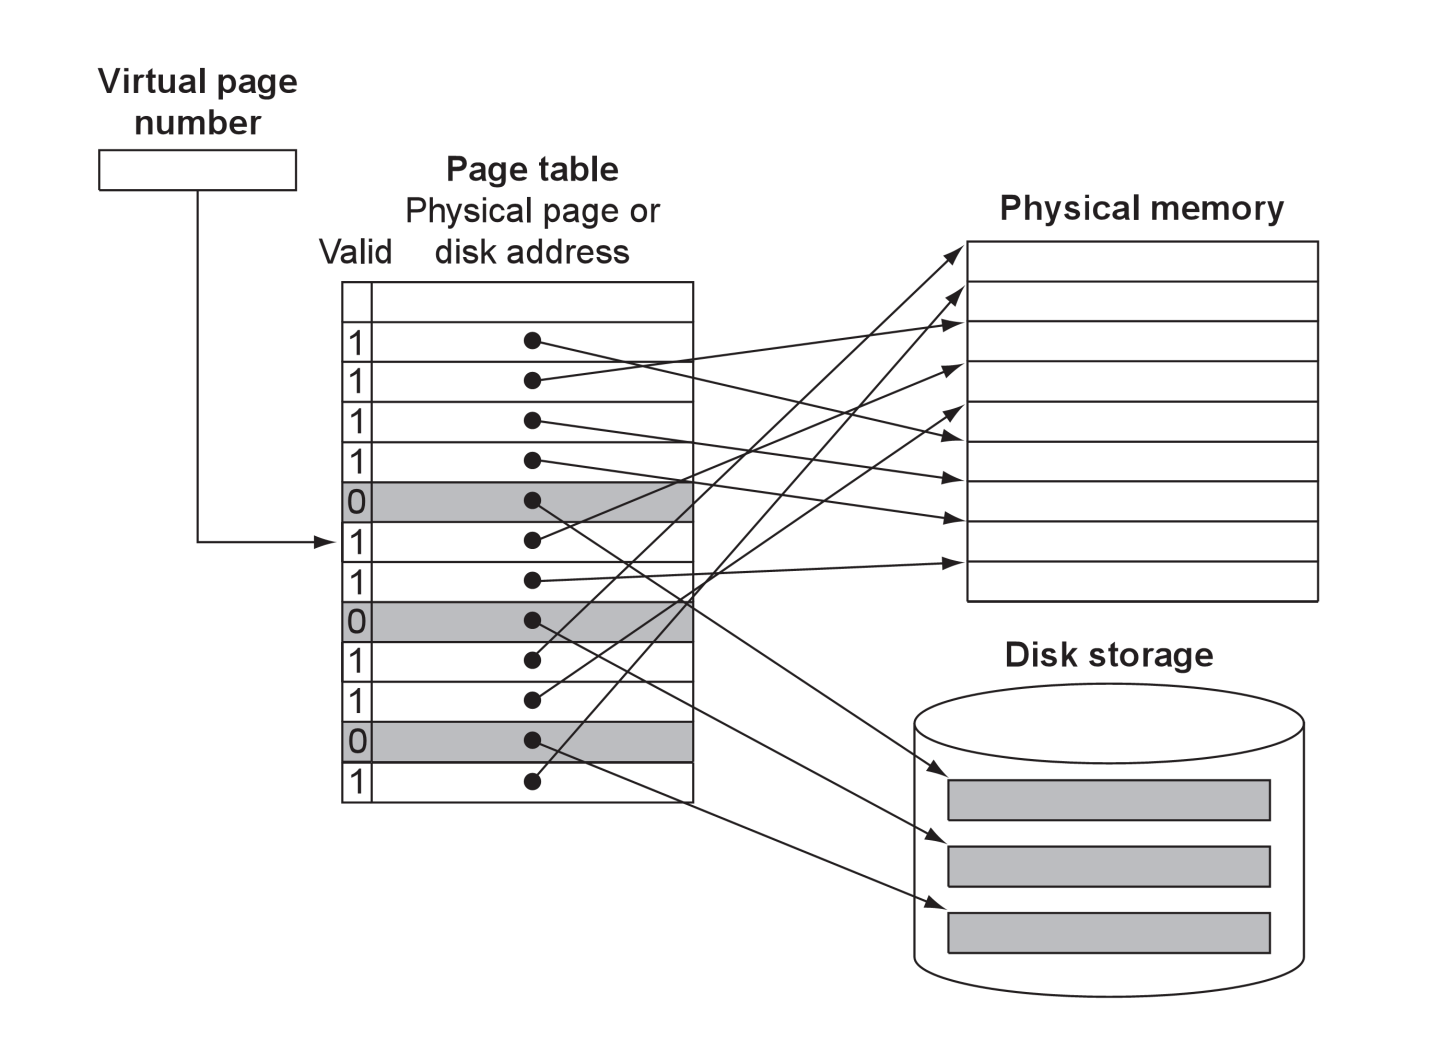 Virtual page
number
Page table
Physical page or
Valid disk address
Physical memory
1
1
1
1
0
1
1
0
1
1
0
1
Disk storage